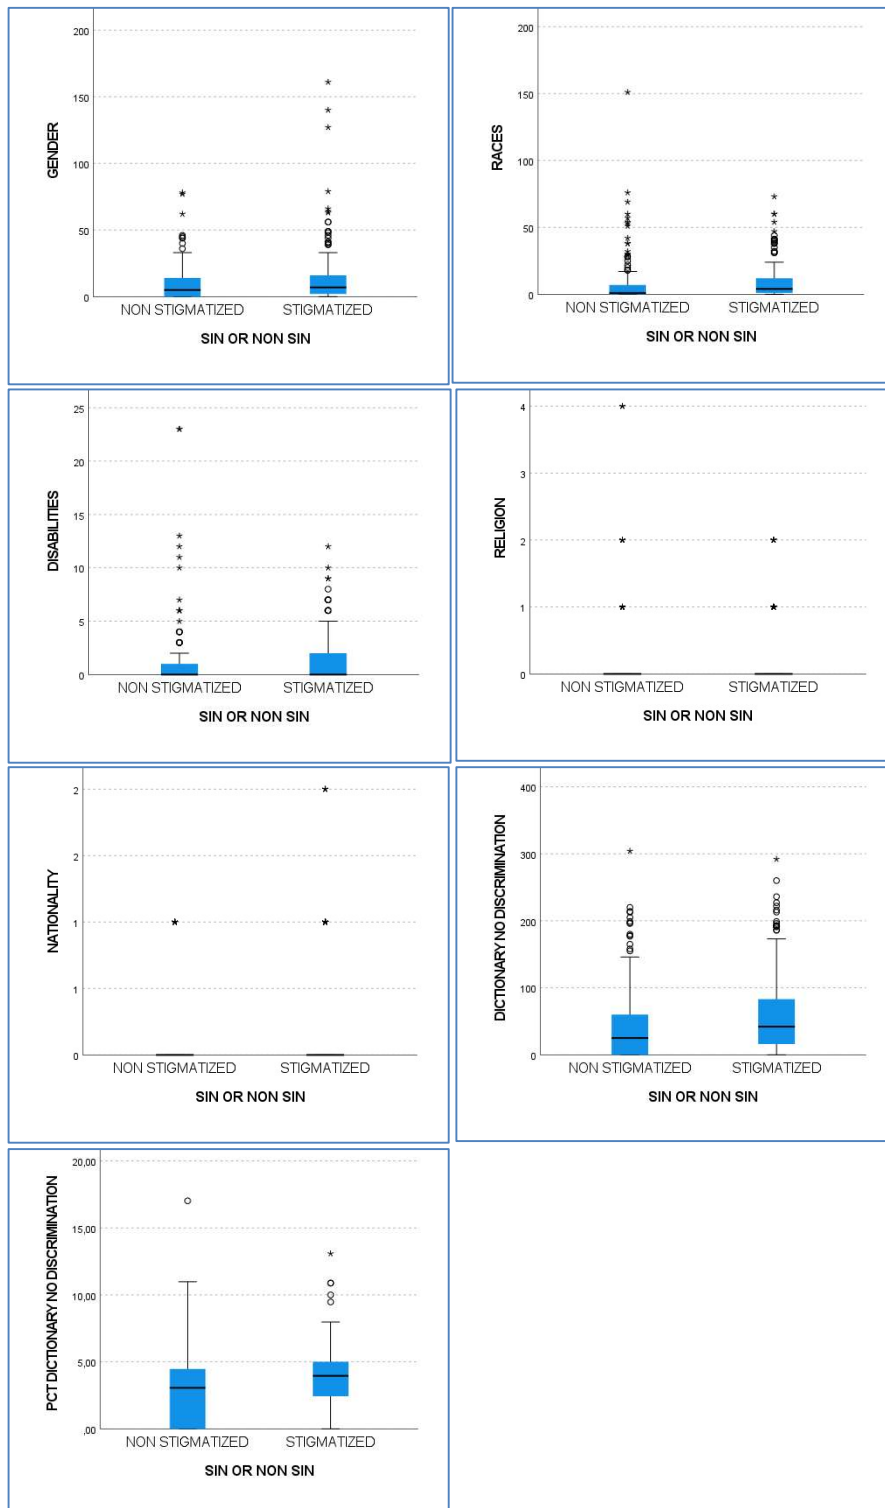 200
150
100
50
0
GENDER
NON STIGMATIZED STIGMATIZED
SIN OR NON SIN
200
150
100
50
0
RACES
NON STIGMATIZED STIGMATIZED
SIN OR NON SIN
25
20
15
10
5
0
DISABILITIES
NON STIGMATIZED STIGMATIZED
SIN OR NON SIN
4
3
2
1
0
RELIGION
NON STIGMATIZED STIGMATIZED
SIN OR NON SIN
2
2
1
1
0
NATIONALITY
NON STIGMATIZED STIGMATIZED
SIN OR NON SIN
400
300
200
100
0
DICTIONARY NO DISCRIMINATION
NON STIGMATIZED STIGMATIZED
SIN OR NON SIN
20,00
15,00
10,00
5,00
,00
PCT DICTIONARY NO DISCRIMINATION
NON STIGMATIZED STIGMATIZED
SIN OR NON SIN